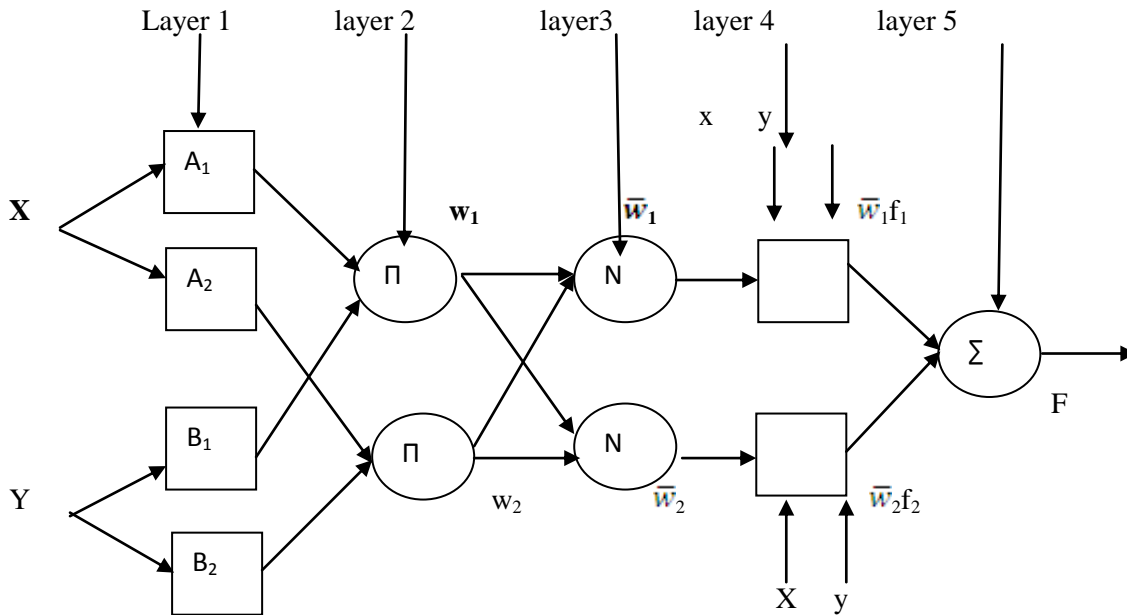 Layer 1 layer 2 layer3 layer 4 layer 5
x y
A₁
X
w₁ w̅₁ w̅₁f₁
A₂ Π N
Σ
F
B₁ Π N
Y w₂ w̅₂ w̅₂f₂
B₂
X y